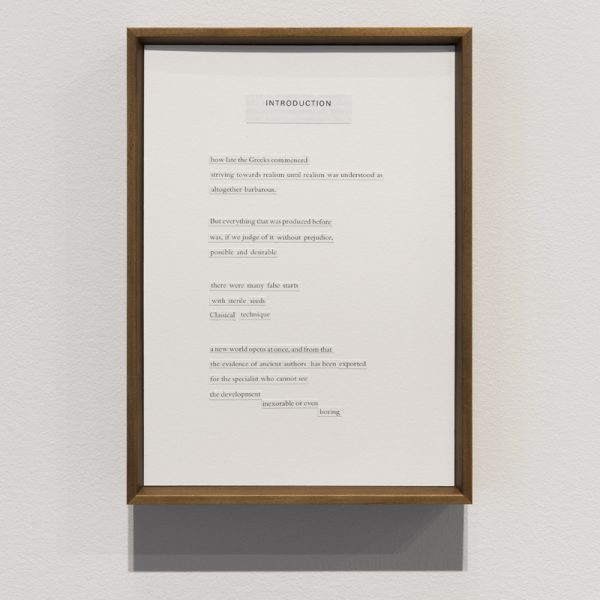 INTRODUCTION
how late the Greeks commenced
striving towards realism until realism was understood as
altogether barbarous.
But everything that was produced before
was, if we judge of it without prejudice,
possible and desirable
there were many false starts
with sterile seeds
Classical technique
a new world opens at once, and from that
the evidence of ancient authors has been exported
for the specialist who cannot see
the development
inexorable or even
boring